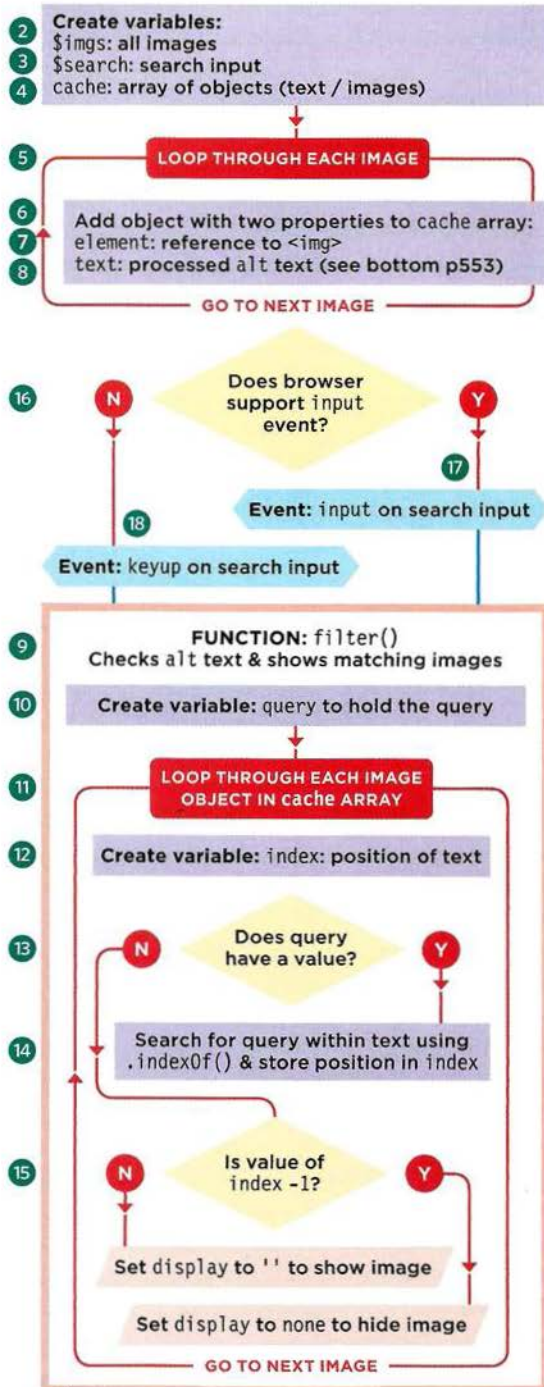 2 Create variables:
$imgs: all images
3 $search: search input
4 cache: array of objects (text / images)
5 LOOP THROUGH EACH IMAGE
6 Add object with two properties to cache array:
7 element: reference to <img>
8 text: processed alt text (see bottom p553)
GO TO NEXT IMAGE
16 N Does browser
support input
event? Y
17
Event: input on search input
18
Event: keyup on search input
9 FUNCTION: filter()
Checks alt text & shows matching images
10 Create variable: query to hold the query
11 LOOP THROUGH EACH IMAGE
OBJECT IN cache ARRAY
12 Create variable: index: position of text
13 N Does query
have a value? Y
14 Search for query within text using
.indexOf() & store position in index
15 N Is value of
index -1? Y
Set display to '' to show image
Set display to none to hide image
GO TO NEXT IMAGE